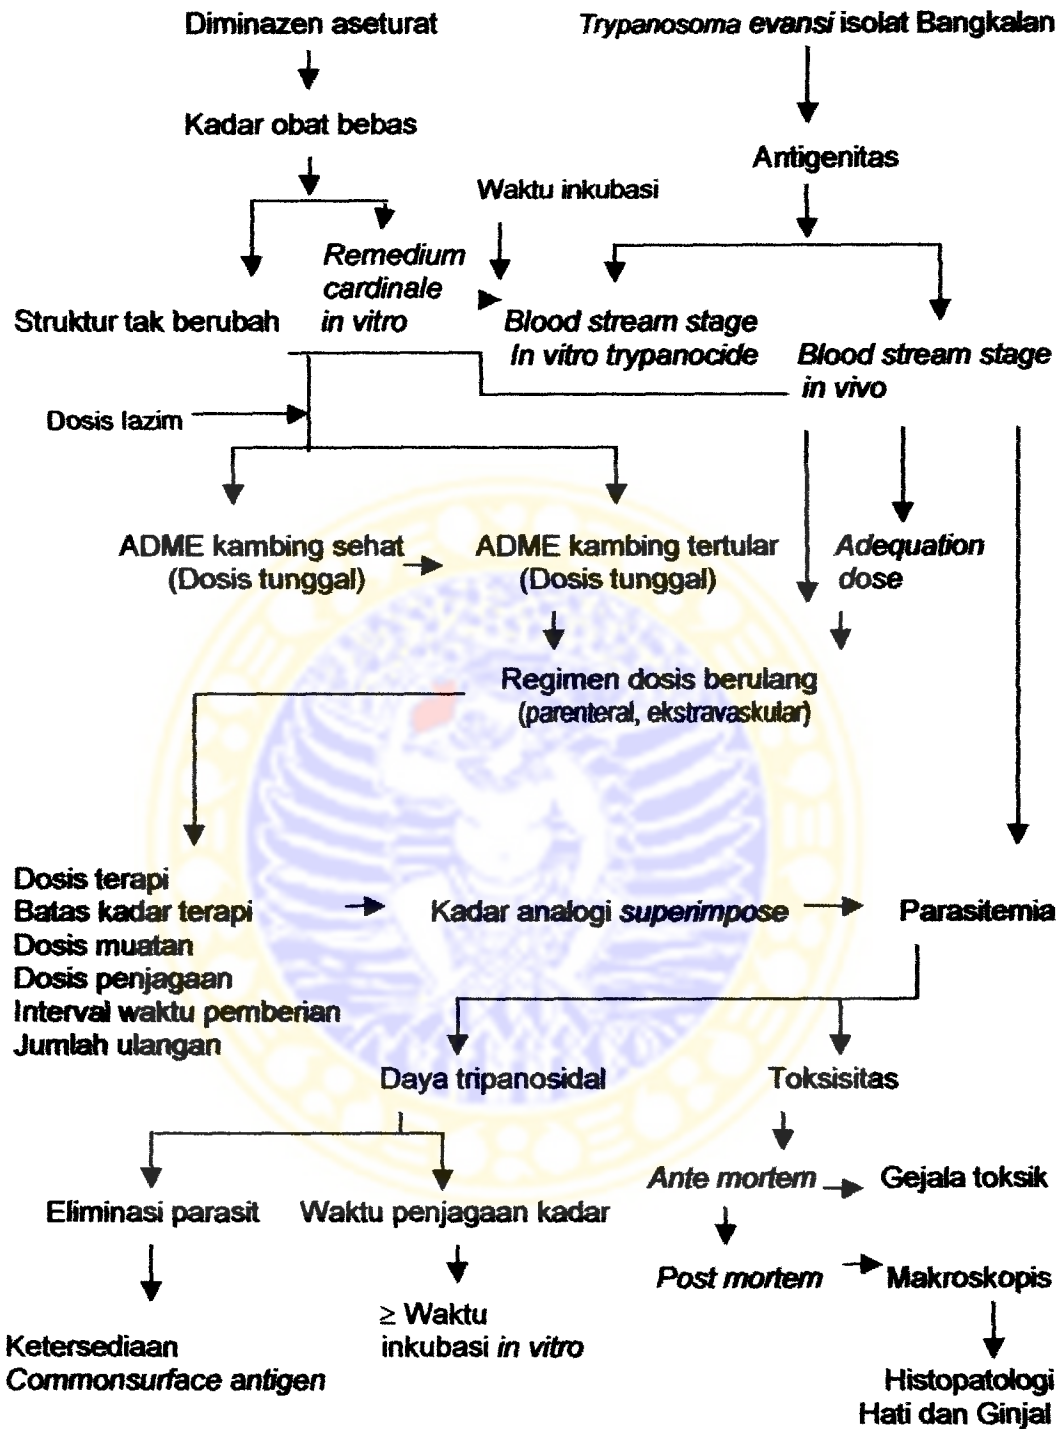 Diminazen aseturat
Trypanosoma evansi isolat Bangkalan
Kadar obat bebas
Antigenitas
Waktu inkubasi
Remedium
cardinale
in vitro
Struktur tak berubah
Blood stream stage
In vitro trypanocide
Blood stream stage
in vivo
Dosis lazim
ADME kambing sehat
(Dosis tunggal)
ADME kambing tertular
(Dosis tunggal)
Adequation
dose
Regimen dosis berulang
(parenteral, ekstravaskular)
Dosis terapi
Batas kadar terapi
Dosis muatan
Dosis penjagaan
Interval waktu pemberian
Jumlah ulangan
Kadar analogi superimpose
Parasitemia
Daya tripanosidal
Toksisitas
Ante mortem
Gejala toksik
Eliminasi parasit
Waktu penjagaan kadar
Post mortem
Makroskopis
≥ Waktu
inkubasi in vitro
Ketersediaan
Commonsurface antigen
Histopatologi
Hati dan Ginjal